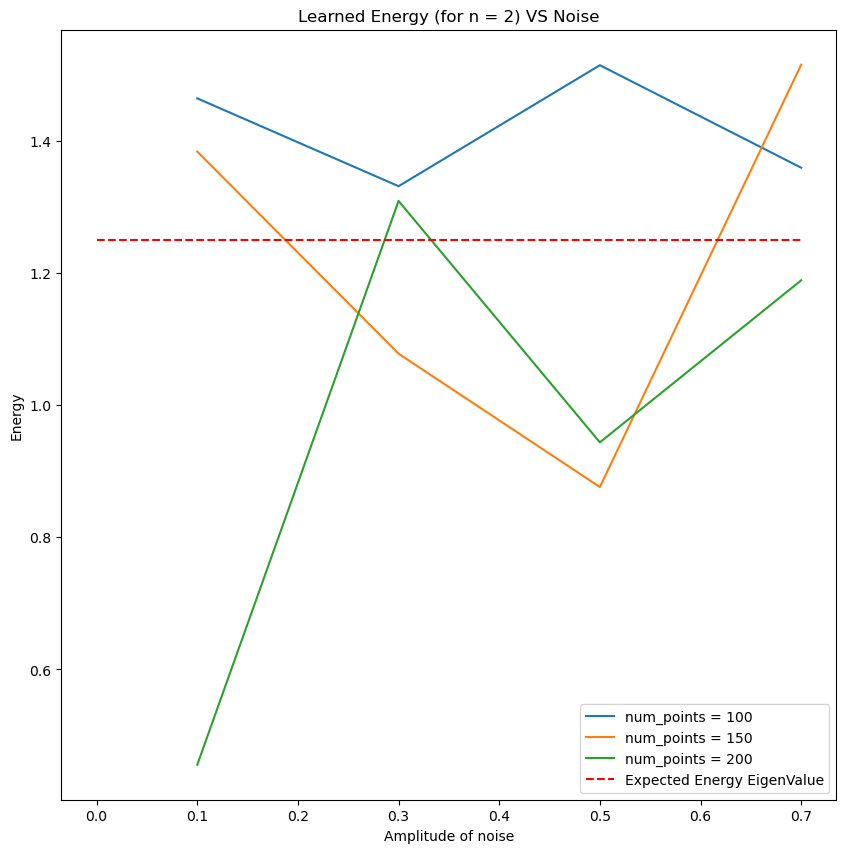 Learned Energy (for n = 2) VS Noise
Energy
1.4
1.2
1.0
0.8
0.6
num_points = 100
num_points = 150
num_points = 200
Expected Energy EigenValue
0.0 0.1 0.2 0.3 0.4 0.5 0.6 0.7
Amplitude of noise